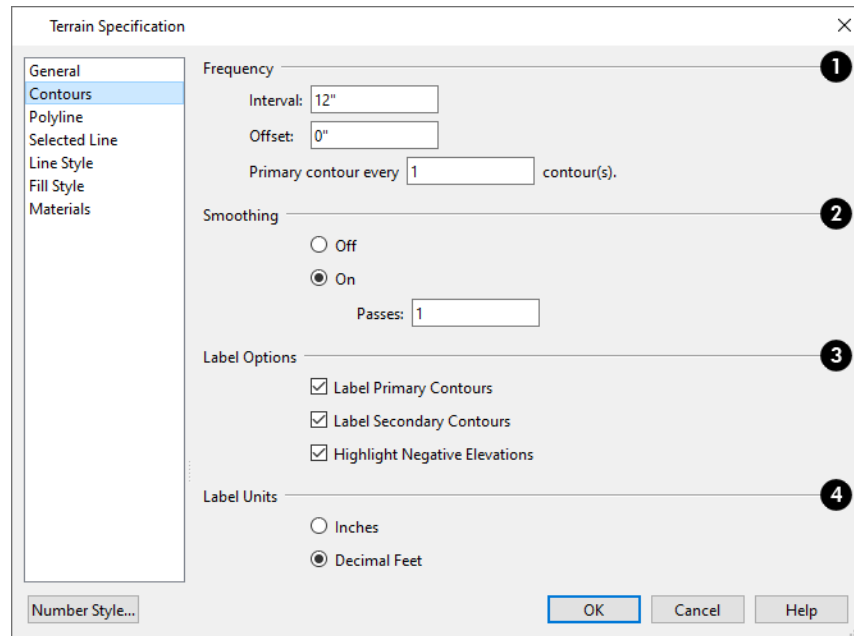 Terrain Specification
General
Contours
Polyline
Selected Line
Line Style
Fill Style
Materials
Frequency 1
Interval: 12"
Offset: 0"
Primary contour every 1 contour(s).
Smoothing 2
Off
On
Passes: 1
Label Options 3
Label Primary Contours
Label Secondary Contours
Highlight Negative Elevations
Label Units 4
Inches
Decimal Feet
Number Style... OK Cancel Help